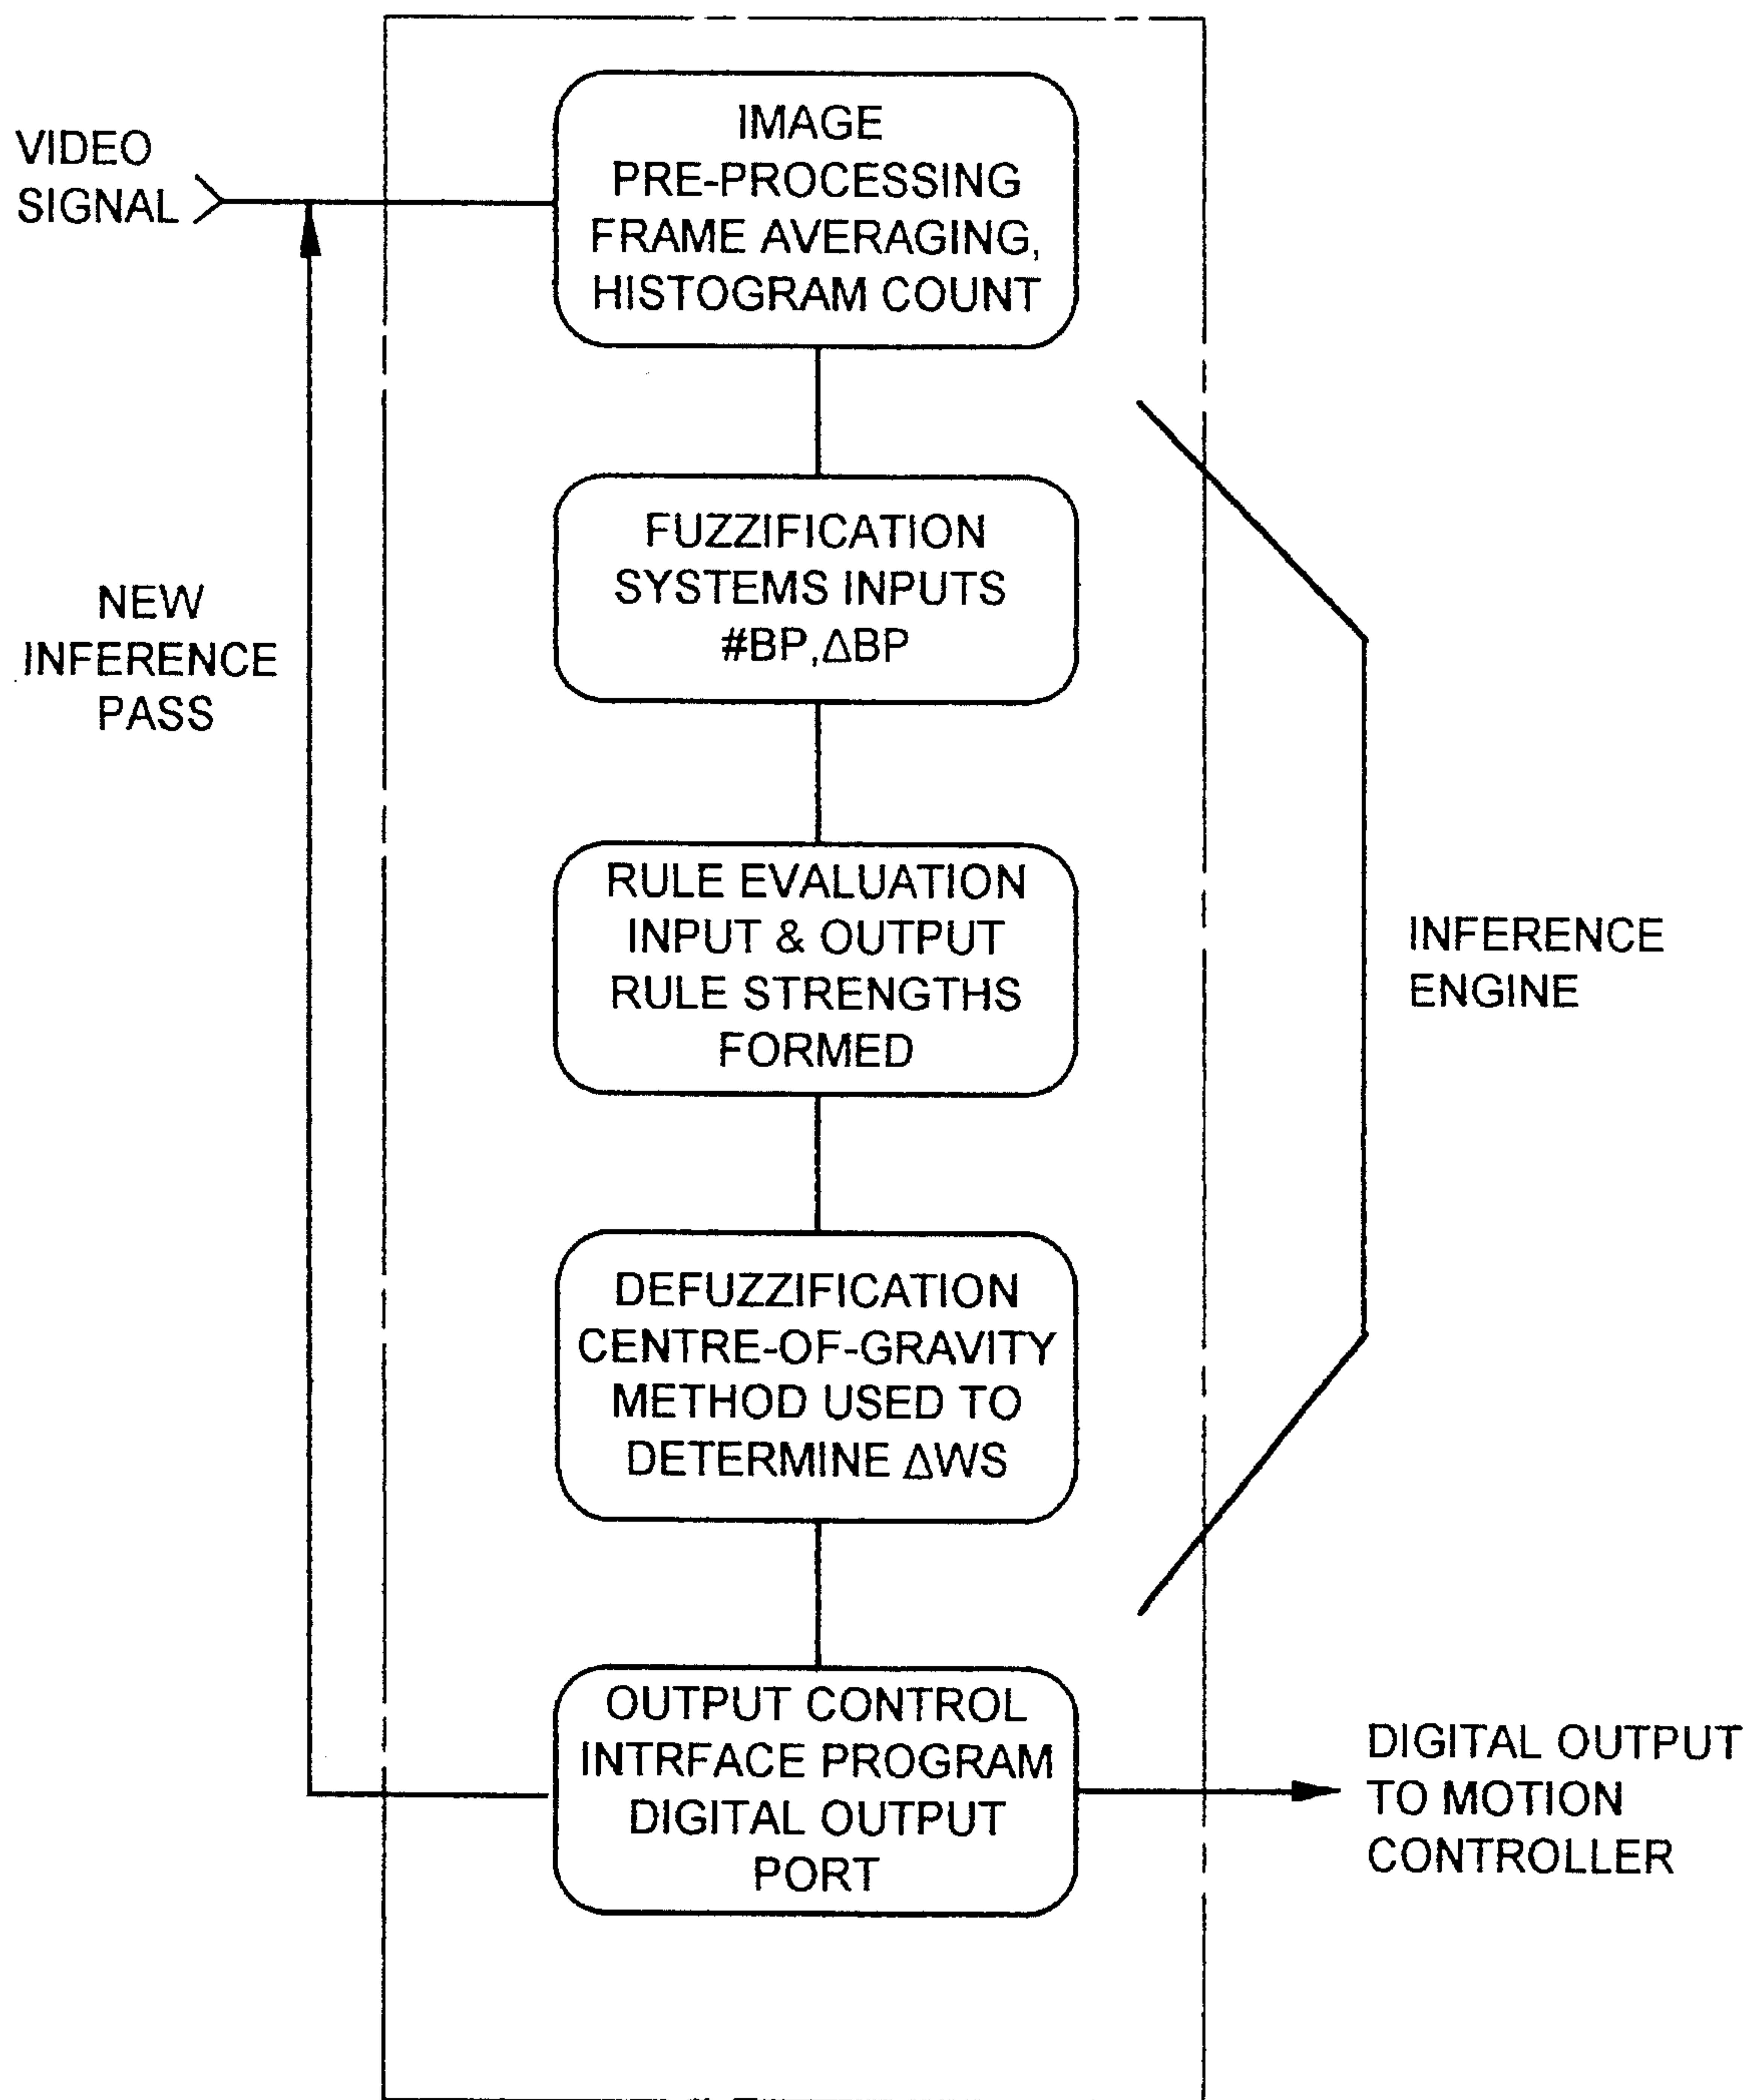 VIDEO
SIGNAL
IMAGE
PRE-PROCESSING
FRAME AVERAGING,
HISTOGRAM COUNT
FUZZIFICATION
SYSTEMS INPUTS
#BP,ΔBP
NEW
INFERENCE
PASS
RULE EVALUATION
INPUT & OUTPUT
RULE STRENGTHS
FORMED
INFERENCE
ENGINE
DEFUZZIFICATION
CENTRE-OF-GRAVITY
METHOD USED TO
DETERMINE ΔWS
OUTPUT CONTROL
INTRFACE PROGRAM
DIGITAL OUTPUT
PORT
DIGITAL OUTPUT
TO MOTION
CONTROLLER